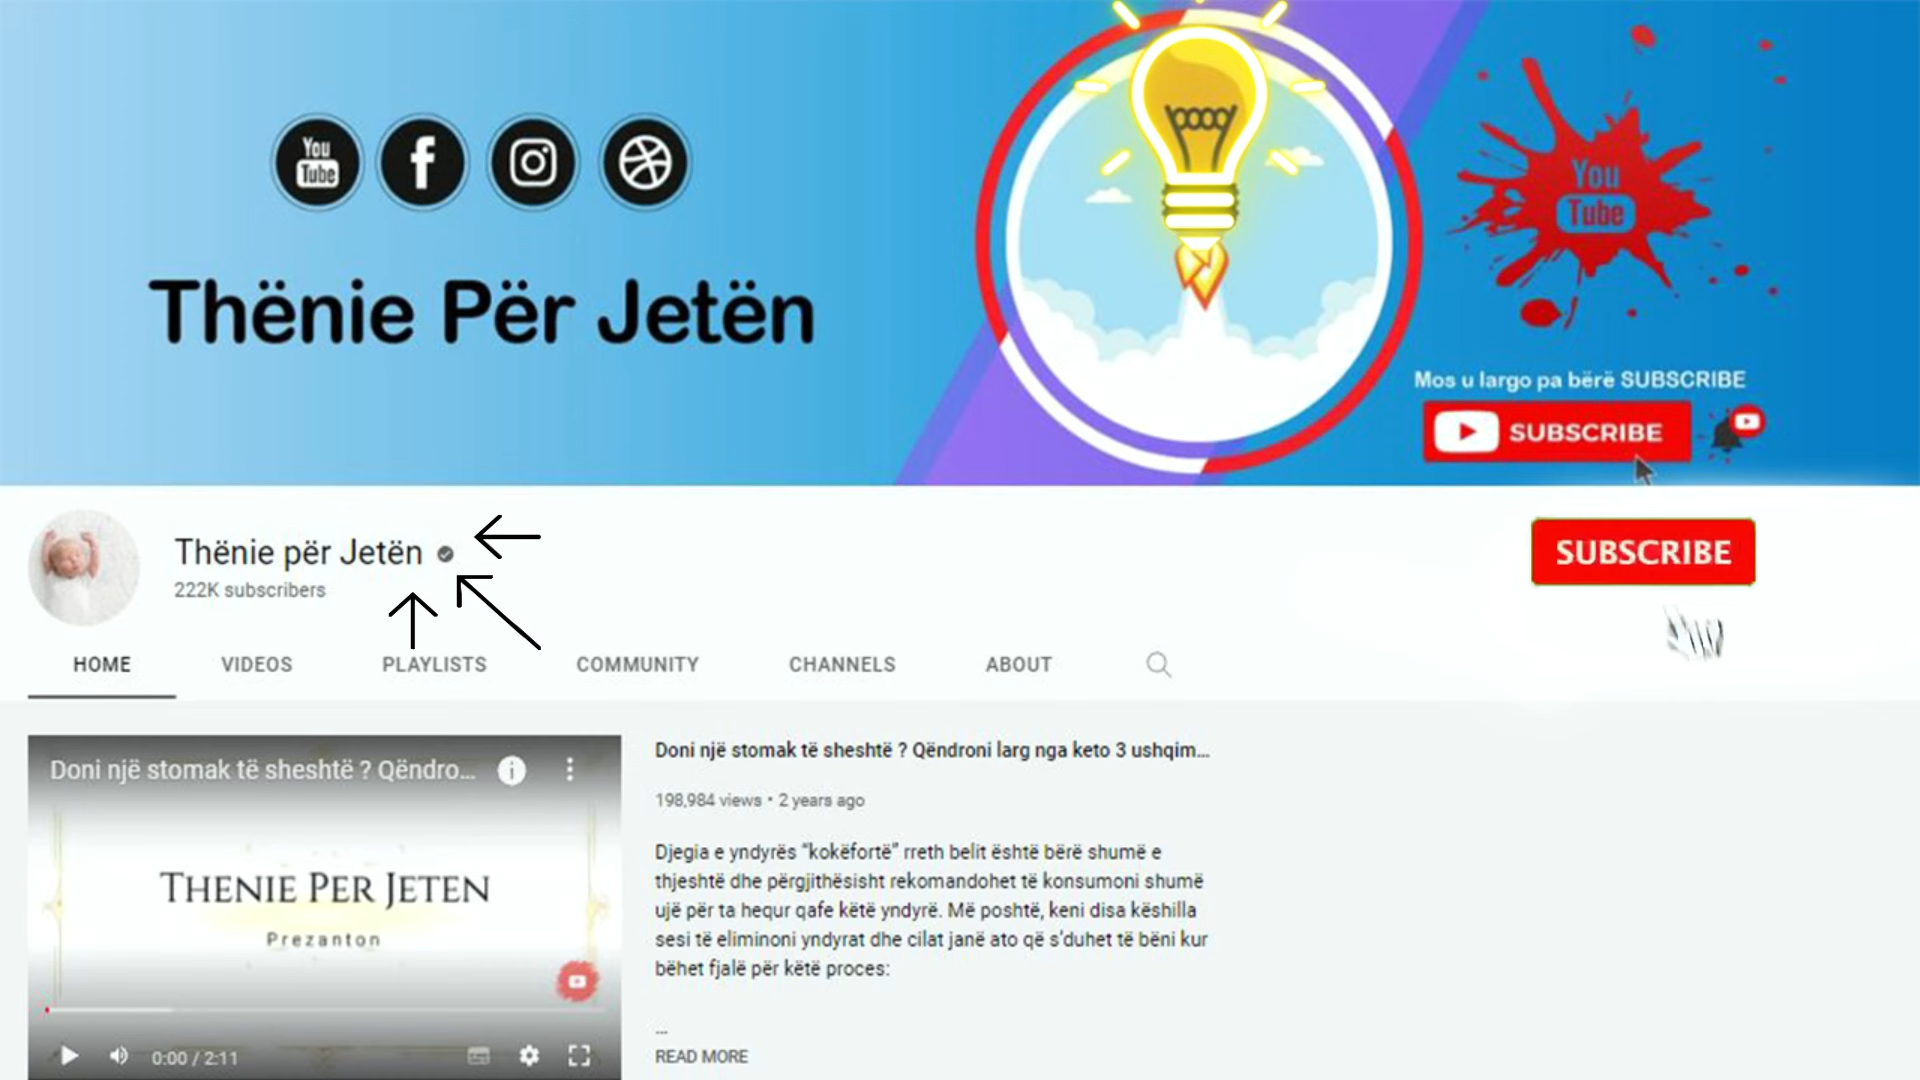 You
Tube
Thënie Për Jetën
You
Tube
Mos u largo pa bërë SUBSCRIBE
SUBSCRIBE
Thënie për Jetën
222K subscribers
SUBSCRIBE
HOME VIDEOS PLAYLISTS COMMUNITY CHANNELS ABOUT
Doni një stomak të sheshtë ? Qëndro...
THENIE PER JETEN
Prezanton
0:00 / 2:11
Doni një stomak të sheshtë ? Qëndroni larg nga keto 3 ushqim...
198,984 views • 2 years ago
Djegia e yndyrës “kokëfortë” rreth belit është bërë shumë e
thjeshtë dhe përgjithësisht rekomandohet të konsumoni shumë
ujë për ta hequr qafe këtë yndyrë. Më poshtë, keni disa këshilla
sesi të eliminoni yndyrat dhe cilat janë ato që s'duhet të bëni kur
bëhet fjalë për këtë proces:
...
READ MORE